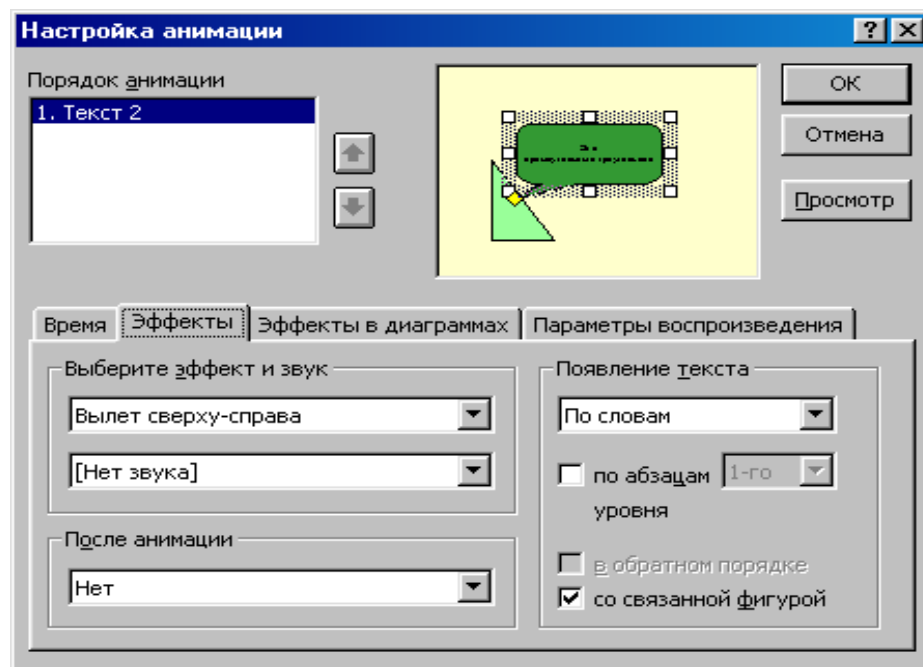 Настройка анимации
Порядок анимации
1. Текст 2
ОК
Отмена
Просмотр
Время
Эффекты
Эффекты в диаграммах
Параметры воспроизведения
Выберите эффект и звук
Вылет сверху-справа
[Нет звука]
После анимации
Нет
Появление текста
По словам
по абзацам 1-го
уровня
в обратном порядке
со связанной фигурой